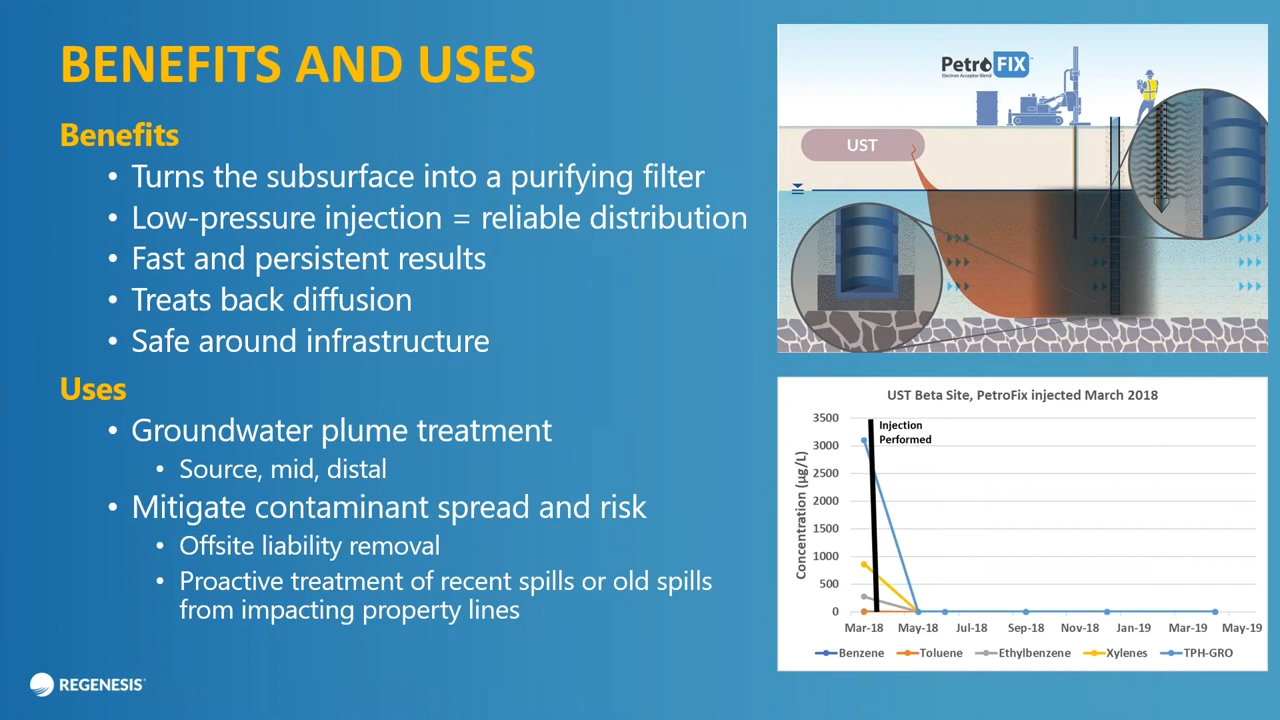 BENEFITS AND USES
Benefits
• Turns the subsurface into a purifying filter
• Low-pressure injection = reliable distribution
• Fast and persistent results
• Treats back diffusion
• Safe around infrastructure
Uses
• Groundwater plume treatment
• Source, mid, distal
• Mitigate contaminant spread and risk
• Offsite liability removal
• Proactive treatment of recent spills or old spills
from impacting property lines
REGENESIS
PetroFIX
Electron Acceptor Blend
UST
UST Beta Site, PetroFix injected March 2018
Injection
Performed
Concentration (µg/L)
3500
3000
2500
2000
1500
1000
500
0
Mar-18 May-18 Jul-18 Sep-18 Nov-18 Jan-19 Mar-19 May-19
Benzene Toluene Ethylbenzene Xylenes TPH-GRO